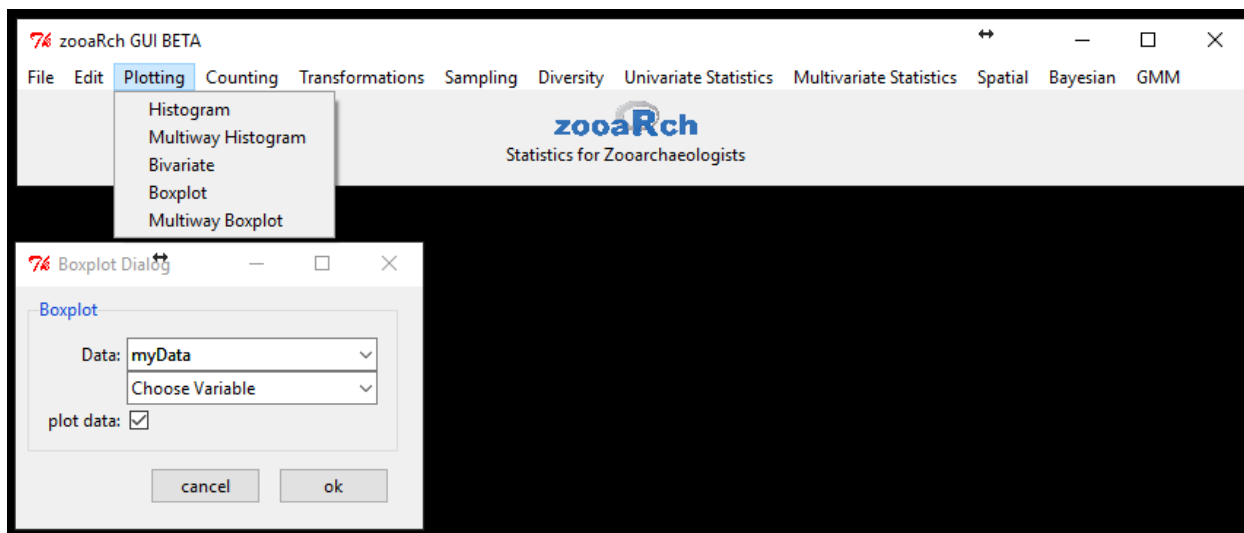 zooaRch GUI BETA
File Edit Plotting Counting Transformations Sampling Diversity Univariate Statistics Multivariate Statistics Spatial Bayesian GMM
Histogram
Multiway Histogram
Bivariate
Boxplot
Multiway Boxplot
zooaRch
Statistics for Zooarchaeologists
Boxplot Dialog
Boxplot
Data: myData
Choose Variable
plot data:
cancel ok